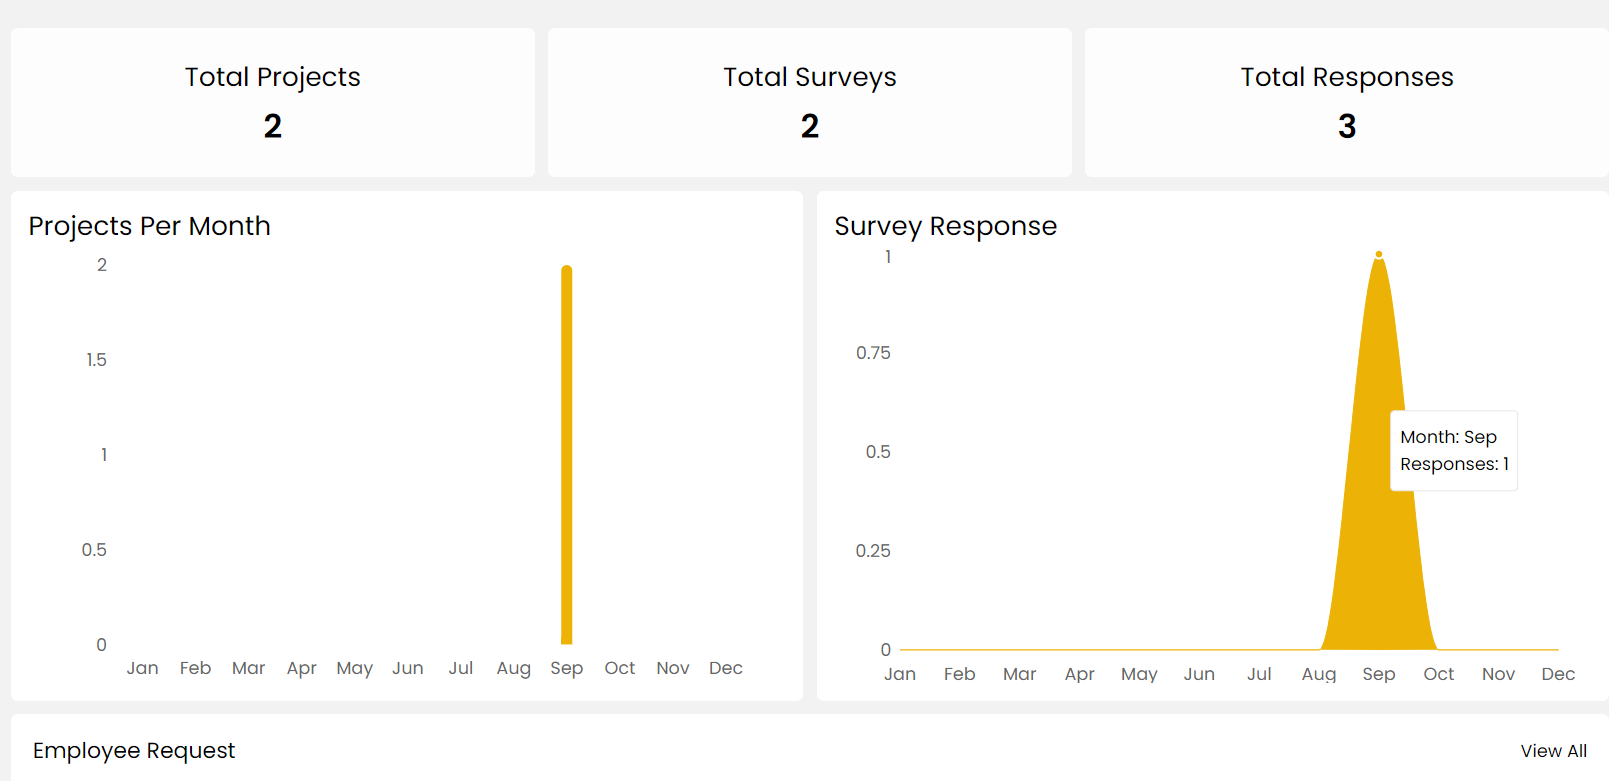 Total Projects
2
Total Surveys
2
Total Responses
3
Projects Per Month
2
1.5
1
0.5
0
Jan Feb Mar Apr May Jun Jul Aug Sep Oct Nov Dec
Survey Response
1
0.75
0.5
0.25
0
Month: Sep
Responses: 1
Jan Feb Mar Apr May Jun Jul Aug Sep Oct Nov Dec
Employee Request
View All